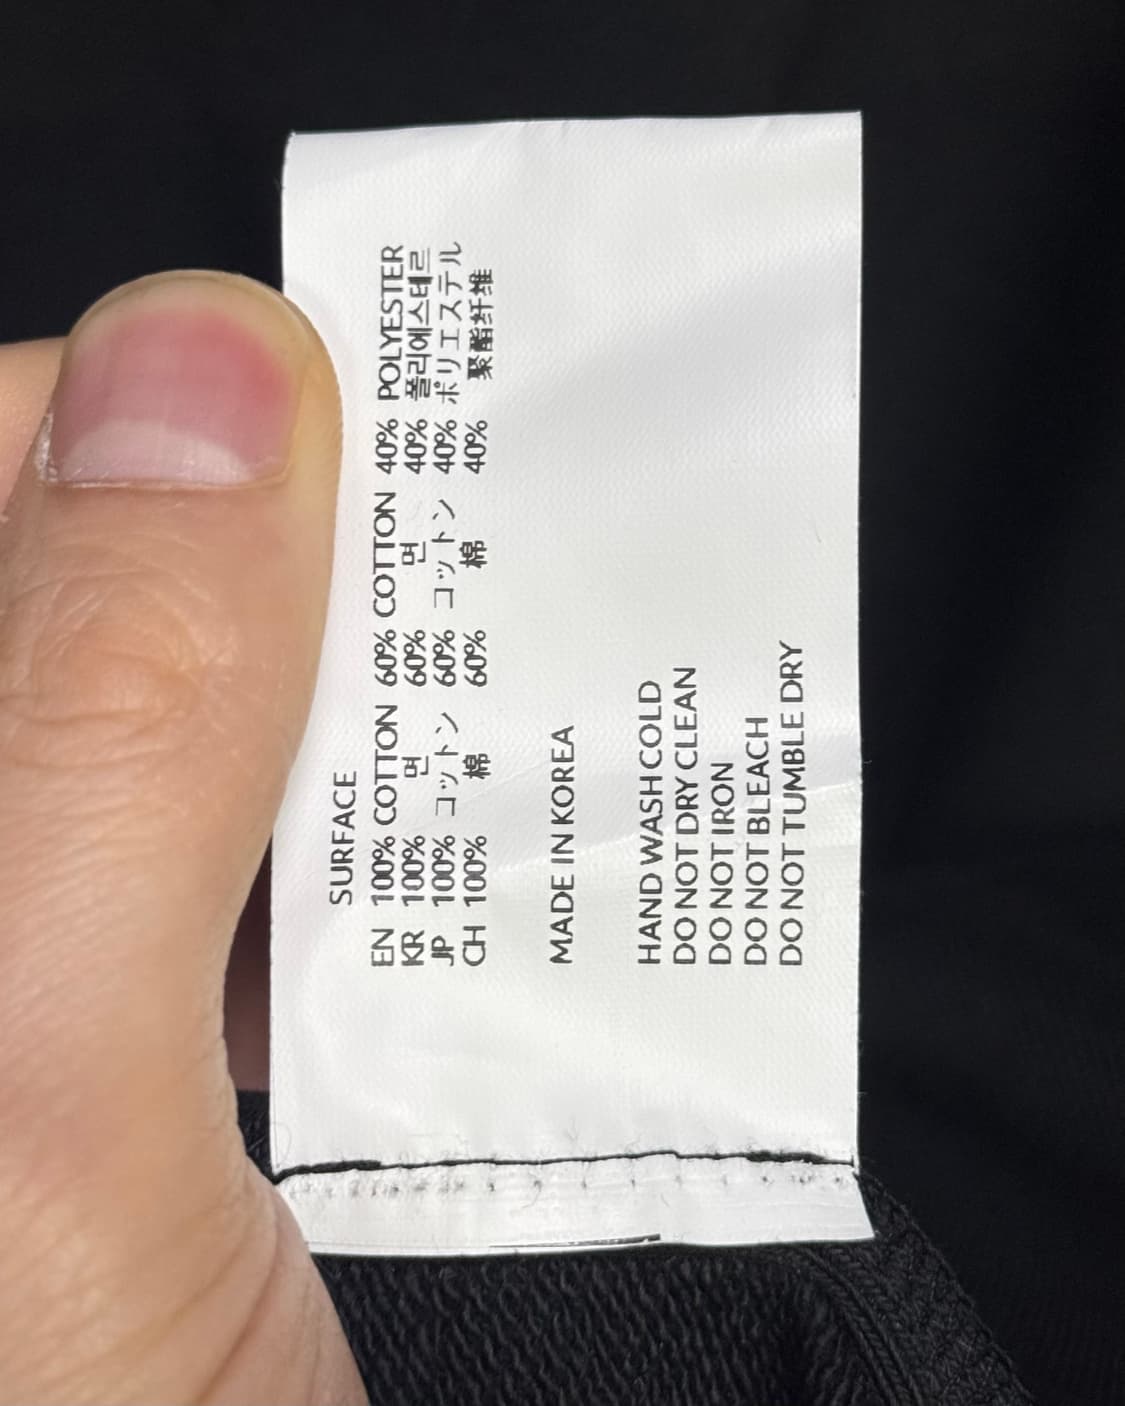 SURFACE
EN 100% COTTON 60% COTTON 40% POLYESTER
KR 100% 면 60% 면 40% 폴리에스테르
JP 100% コットン 60% コットン 40% ポリエステル
CH 100% 棉 60% 棉 40% 聚酯纤维
MADE IN KOREA
HAND WASH COLD
DO NOT DRY CLEAN
DO NOT IRON
DO NOT BLEACH
DO NOT TUMBLE DRY